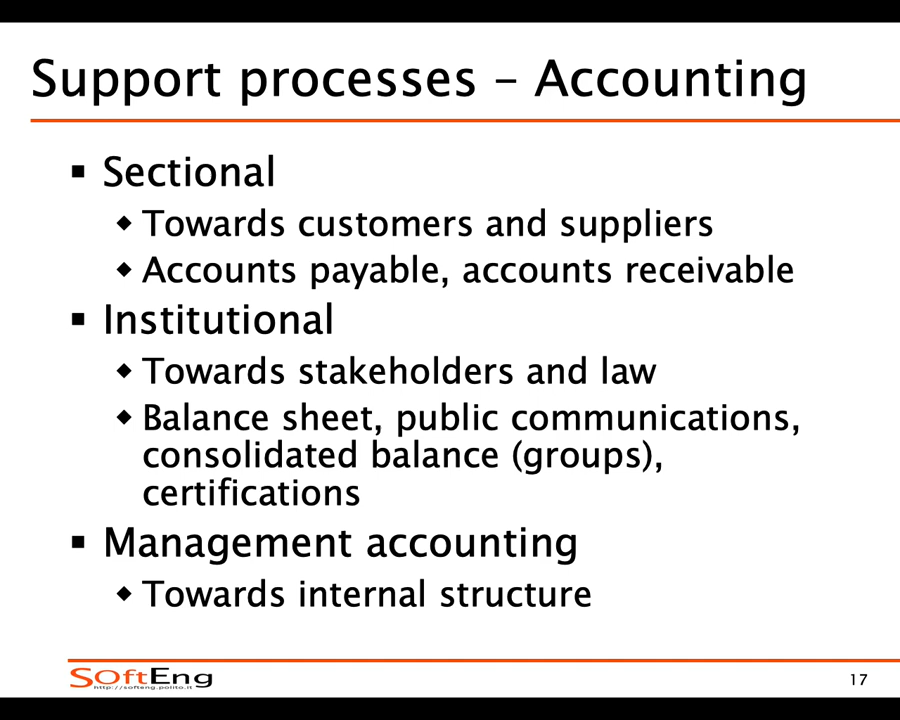 Support processes – Accounting
▪ Sectional
◆ Towards customers and suppliers
◆ Accounts payable, accounts receivable
▪ Institutional
◆ Towards stakeholders and law
◆ Balance sheet, public communications,
consolidated balance (groups),
certifications
▪ Management accounting
◆ Towards internal structure
SOftEng
http://softeng.polito.it
17